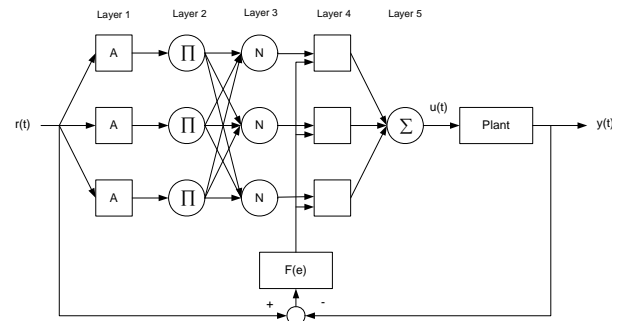 Layer 1 Layer 2 Layer 3 Layer 4 Layer 5
A ∏ N
u(t)
r(t) A ∏ N Σ Plant y(t)
A ∏ N
F(e)
+ -